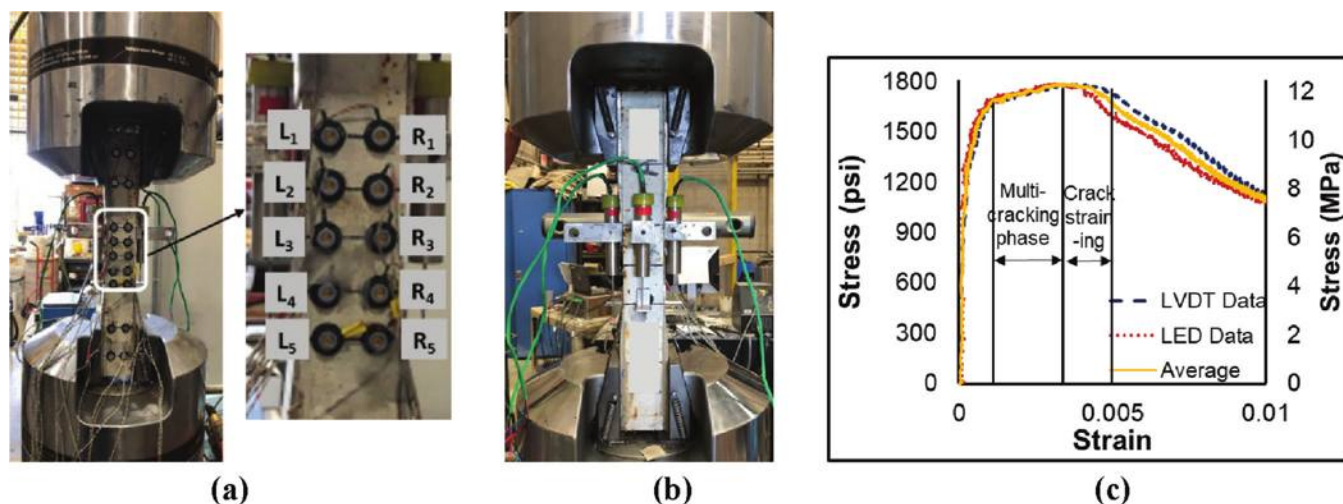 L1
R1
L2
R2
L3
R3
L4
R4
L5
R5
(a)
(b)
Stress (psi)
1800
1500
1200
900
600
300
0
Multi-
cracking
phase
Crack
strain
-ing
LVDT Data
LED Data
Average
12
10
8
6
4
2
0
Stress (MPa)
0
0.005
0.01
Strain
(c)